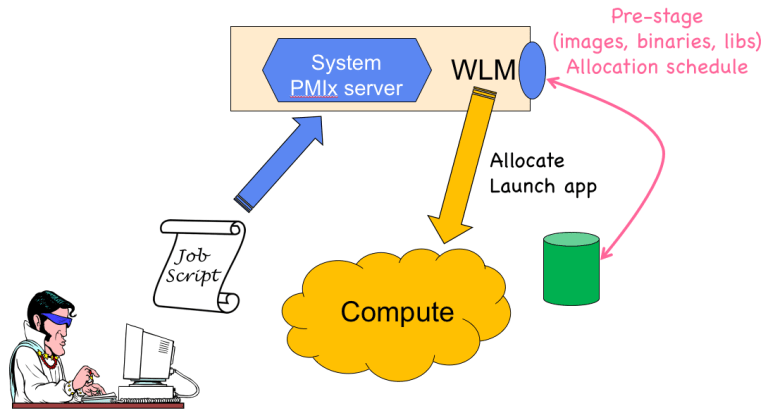 Pre-stage
(images, binaries, libs)
Allocation schedule
System
PMIx server
WLM
Allocate
Launch app
Job
Script
Compute